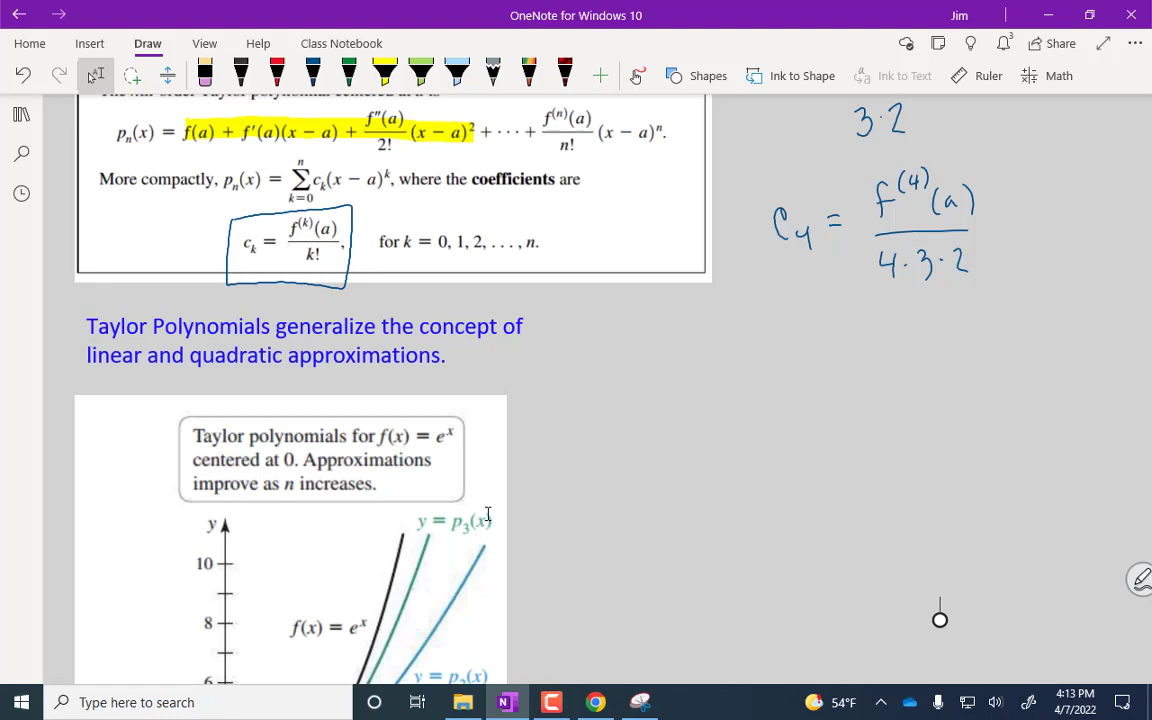 OneNote for Windows 10
Jim
Home Insert Draw View Help Class Notebook
Share
Shapes
Ink to Shape
Ink to Text
Ruler
Math
pₙ(x) = f(a) + f′(a)(x − a) + f″(a)/2! (x − a)² + ⋯ + f⁽ⁿ⁾(a)/n! (x − a)ⁿ.
More compactly, pₙ(x) = ∑ₖ₌₀ⁿ cₖ(x − a)ᵏ, where the coefficients are
cₖ = f⁽ᵏ⁾(a)/k!, for k = 0, 1, 2, . . . , n.
3·2
C₄ = f⁽⁴⁾(a)/4·3·2
Taylor Polynomials generalize the concept of
linear and quadratic approximations.
Taylor polynomials for f(x) = eˣ
centered at 0. Approximations
improve as n increases.
y
y = p₃(x)
10
f(x) = eˣ
8
y = p₂(x)
6
Type here to search
54°F
4:13 PM
4/7/2022